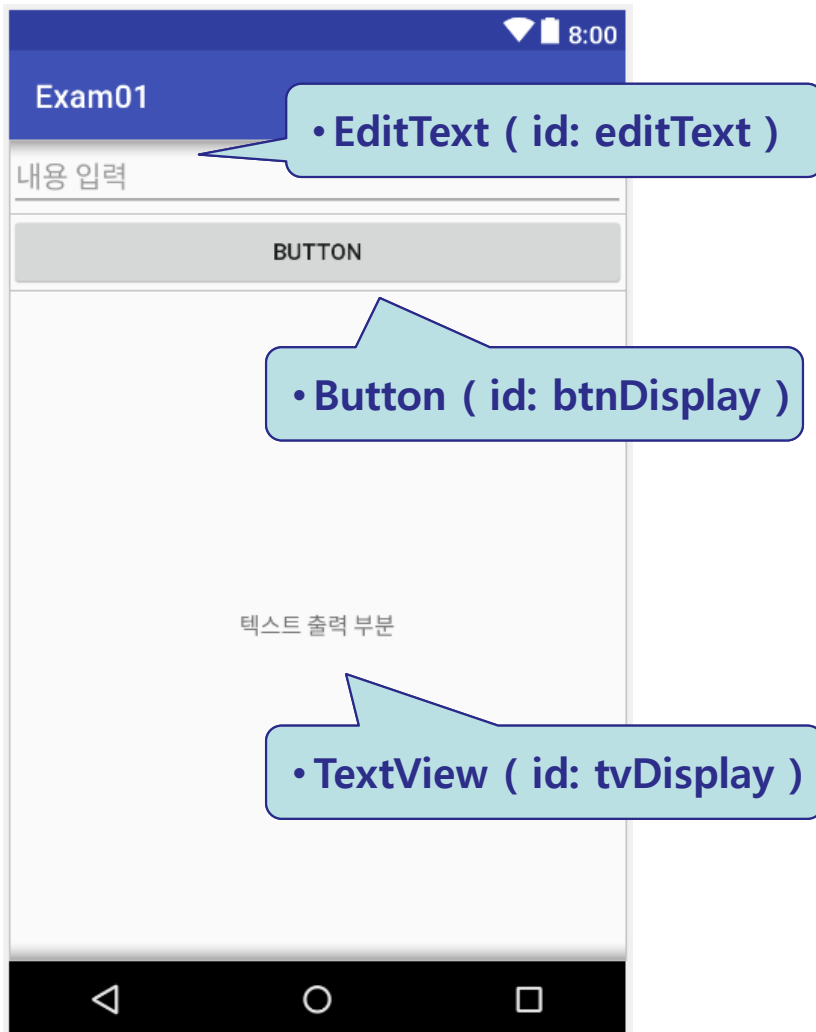 8:00
Exam01
• EditText ( id: editText )
내용 입력
BUTTON
• Button ( id: btnDisplay )
텍스트 출력 부분
• TextView ( id: tvDisplay )